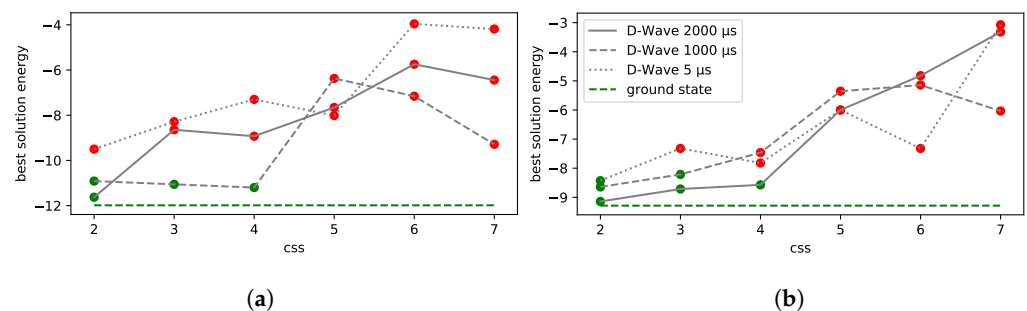 best solution energy
−4
−6
−8
−10
−12
2 3 4 5 6 7
css
(a)
best solution energy
−3
−4
−5
−6
−7
−8
−9
D-Wave 2000 μs
D-Wave 1000 μs
D-Wave 5 μs
ground state
2 3 4 5 6 7
css
(b)